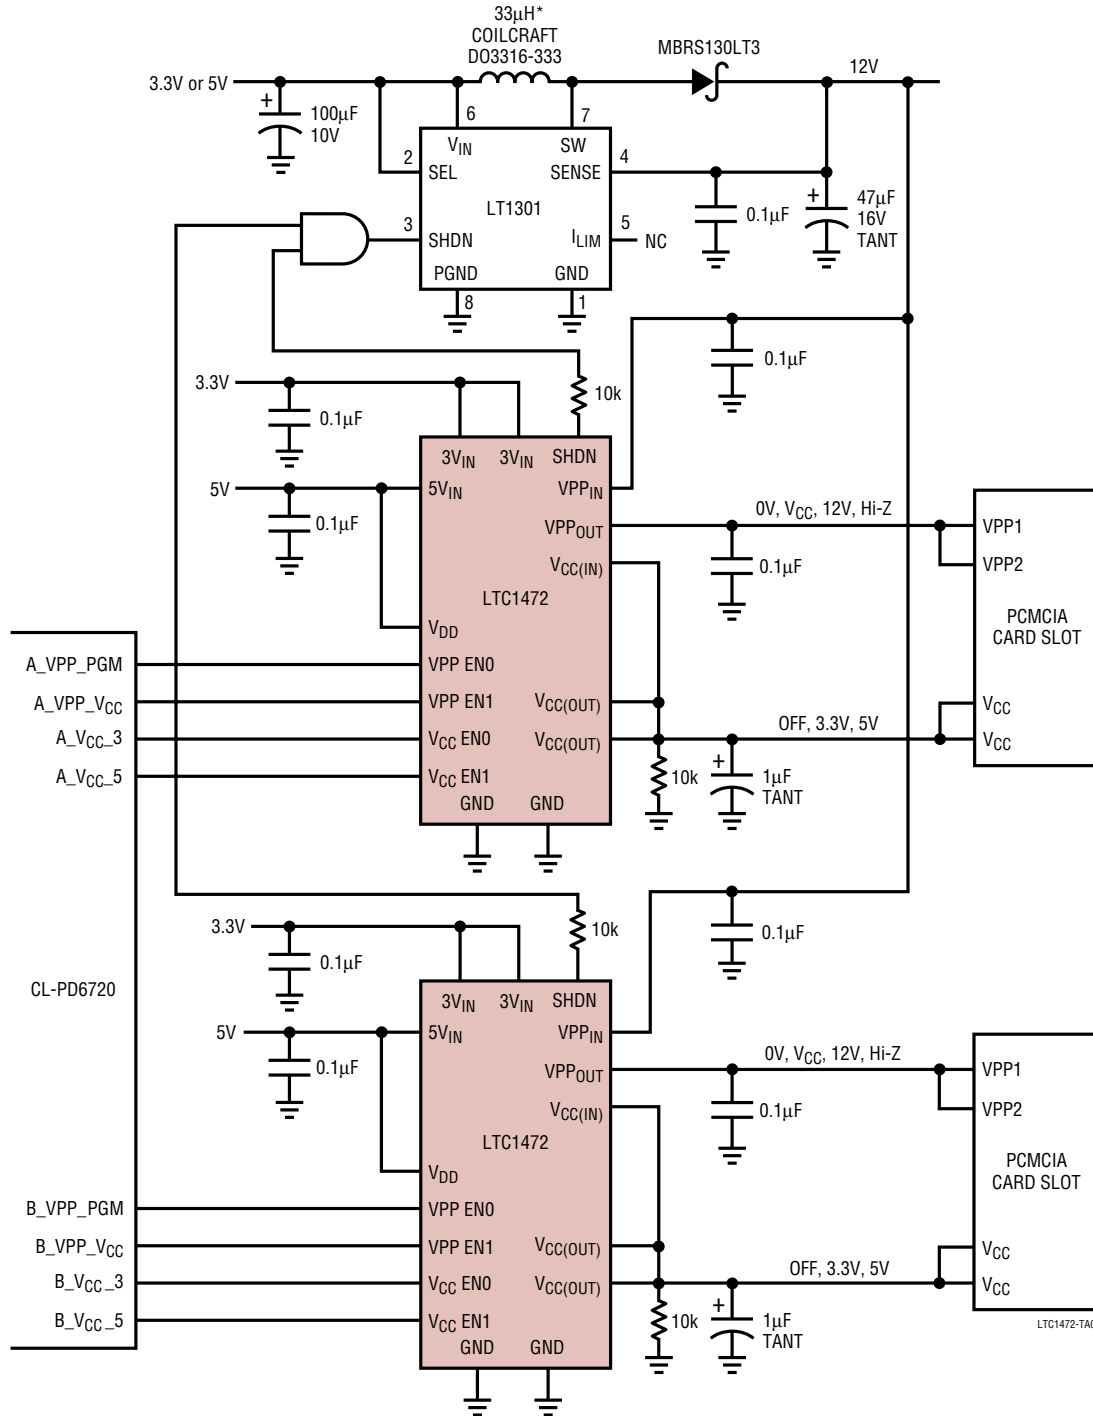 33µH*
COILCRAFT
DO3316-333
MBRS130LT3
3.3V or 5V
12V
+
100µF
10V
6
7
VIN
SW
2
SEL
SENSE
4
LT1301
+
47µF
16V
TANT
0.1µF
3
SHDN
ILIM
5
NC
PGND
GND
8
1
0.1µF
3.3V
10k
0.1µF
3VIN
3VIN
SHDN
5V
5VIN
VPPIN
0.1µF
VPPOUT
0V, VCC, 12V, Hi-Z
VPP1
0.1µF
VCC(IN)
VPP2
LTC1472
PCMCIA
CARD SLOT
VDD
A_VPP_PGM
VPP EN0
A_VPP_VCC
VPP EN1
VCC(OUT)
VCC
A_VCC_3
VCC EN0
VCC(OUT)
OFF, 3.3V, 5V
VCC
A_VCC_5
VCC EN1
10k
+
1µF
TANT
GND
GND
3.3V
10k
0.1µF
0.1µF
CL-PD6720
3VIN
3VIN
SHDN
5V
5VIN
VPPIN
0.1µF
VPPOUT
0V, VCC, 12V, Hi-Z
VPP1
0.1µF
VCC(IN)
VPP2
LTC1472
PCMCIA
CARD SLOT
VDD
B_VPP_PGM
VPP EN0
B_VPP_VCC
VPP EN1
VCC(OUT)
VCC
B_VCC_3
VCC EN0
VCC(OUT)
OFF, 3.3V, 5V
VCC
B_VCC_5
VCC EN1
10k
+
1µF
TANT
GND
GND